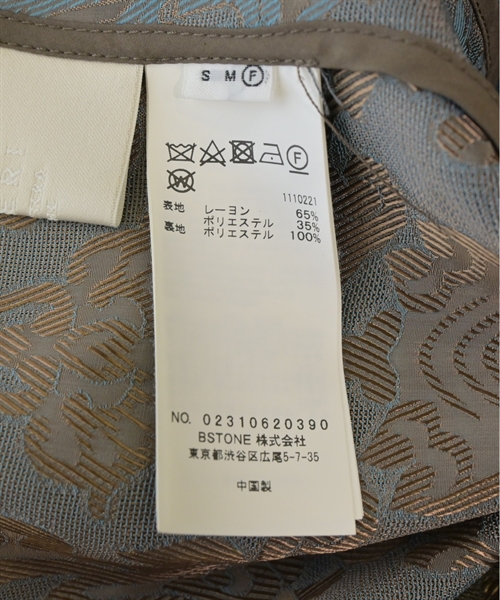 S M F
F
W
1110221
表地 レーヨン 65%
ポリエステル 35%
裏地 ポリエステル 100%
NO. 02310620390
BSTONE 株式会社
東京都渋谷区広尾5-7-35
中国製